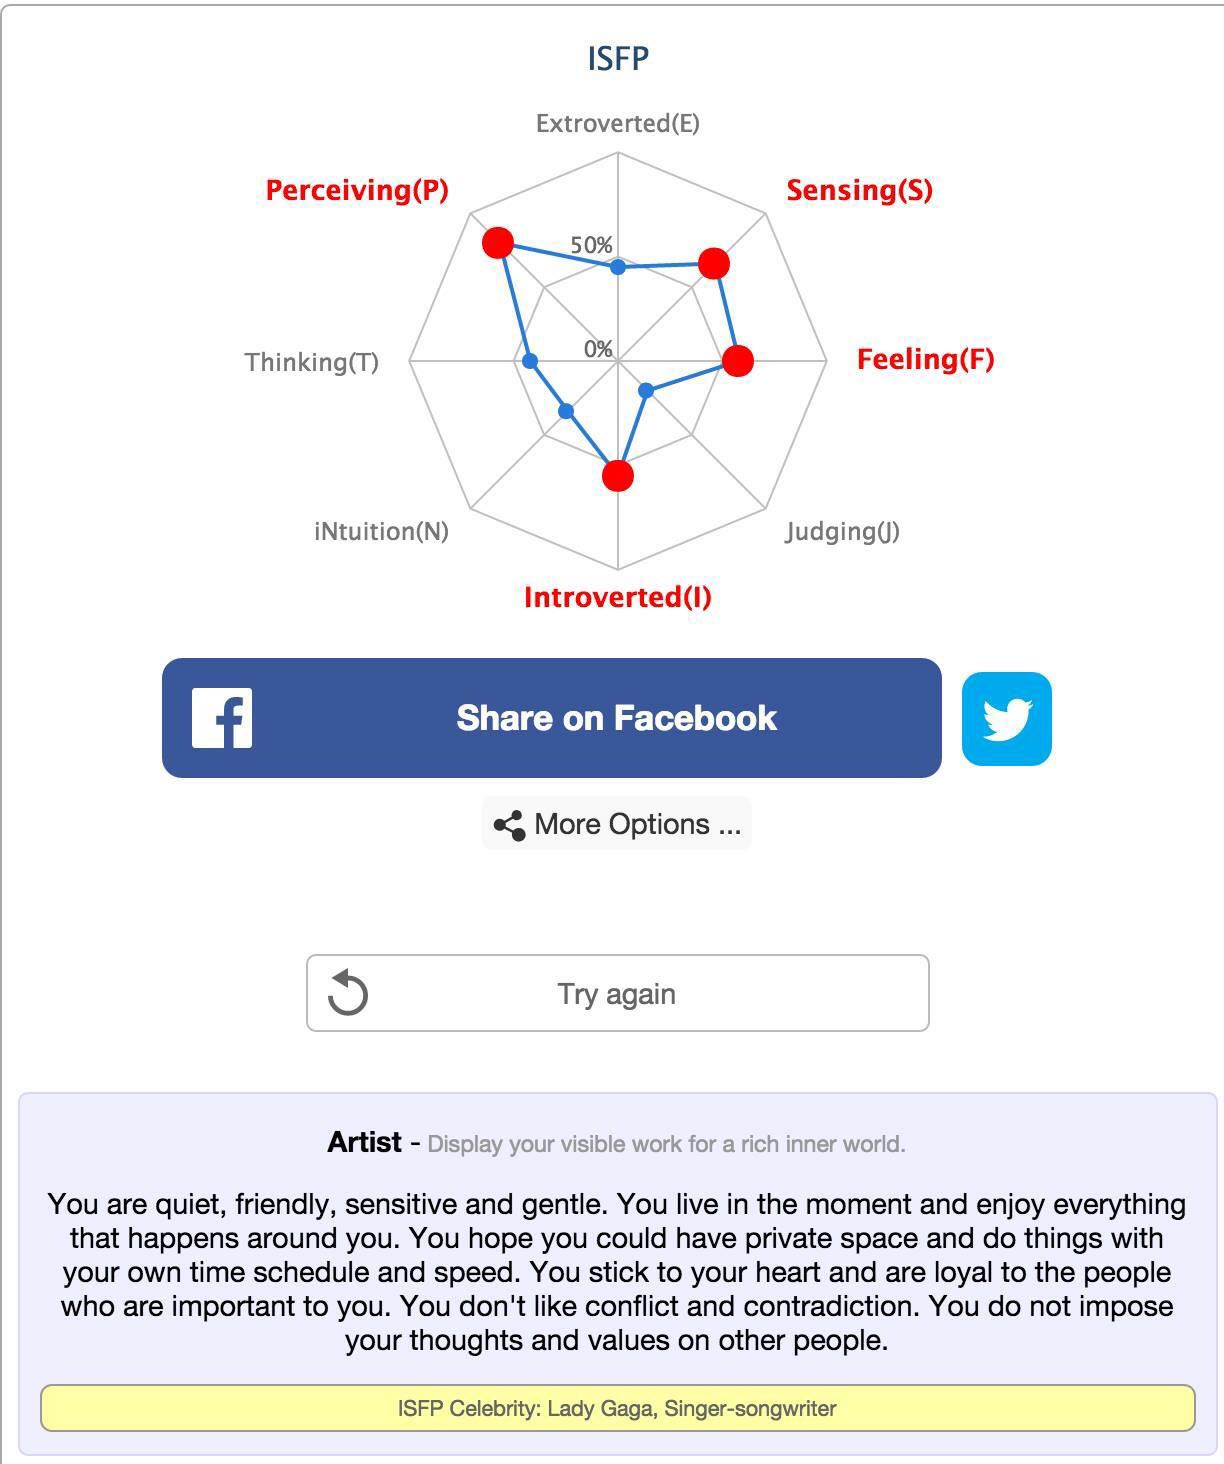 ISFP
Extroverted(E)
Perceiving(P)
Sensing(S)
50%
0%
Thinking(T)
Feeling(F)
iNtuition(N)
Judging(J)
Introverted(I)
Share on Facebook
More Options ...
Try again
Artist - Display your visible work for a rich inner world.
You are quiet, friendly, sensitive and gentle. You live in the moment and enjoy everything
that happens around you. You hope you could have private space and do things with
your own time schedule and speed. You stick to your heart and are loyal to the people
who are important to you. You don't like conflict and contradiction. You do not impose
your thoughts and values on other people.
ISFP Celebrity: Lady Gaga, Singer-songwriter